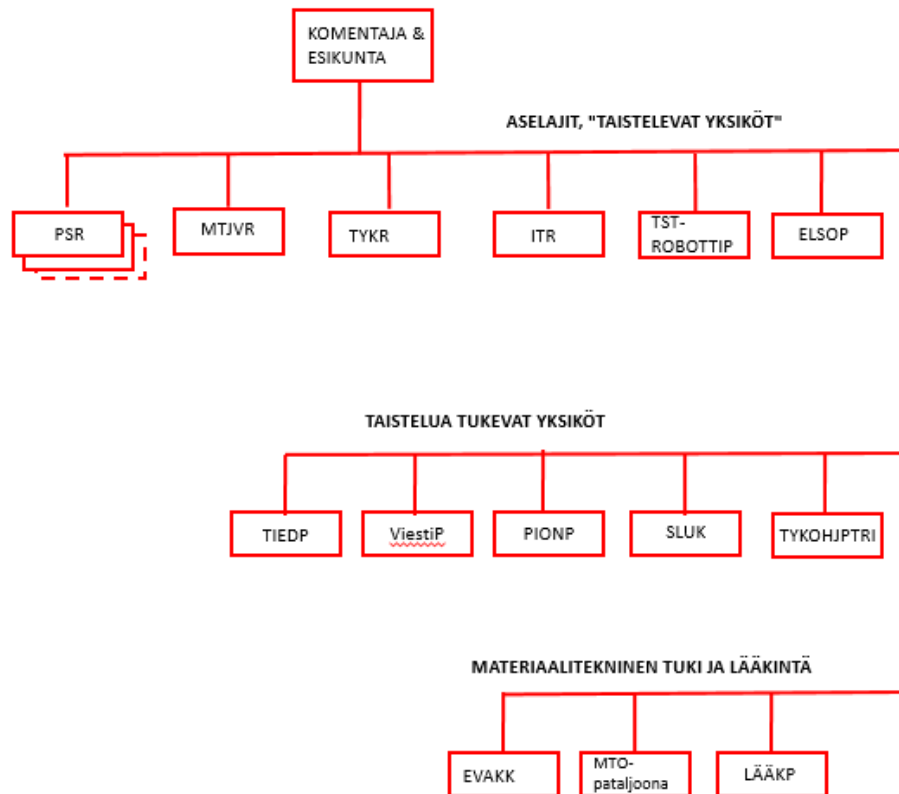 KOMENTAJA &
ESIKUNTA
ASELAJIT, "TAISTELEVAT YKSIKÖT"
PSR
MTJVR
TYKR
ITR
TST-
ROBOTTIP
ELSOP
TAISTELUA TUKEVAT YKSIKÖT
TIEDP
ViestiP
PIONP
SLUK
TYKOHJPTRI
MATERIAALITEKNINEN TUKI JA LÄÄKINTÄ
EVAKK
MTO-
pataljoona
LÄÄKP